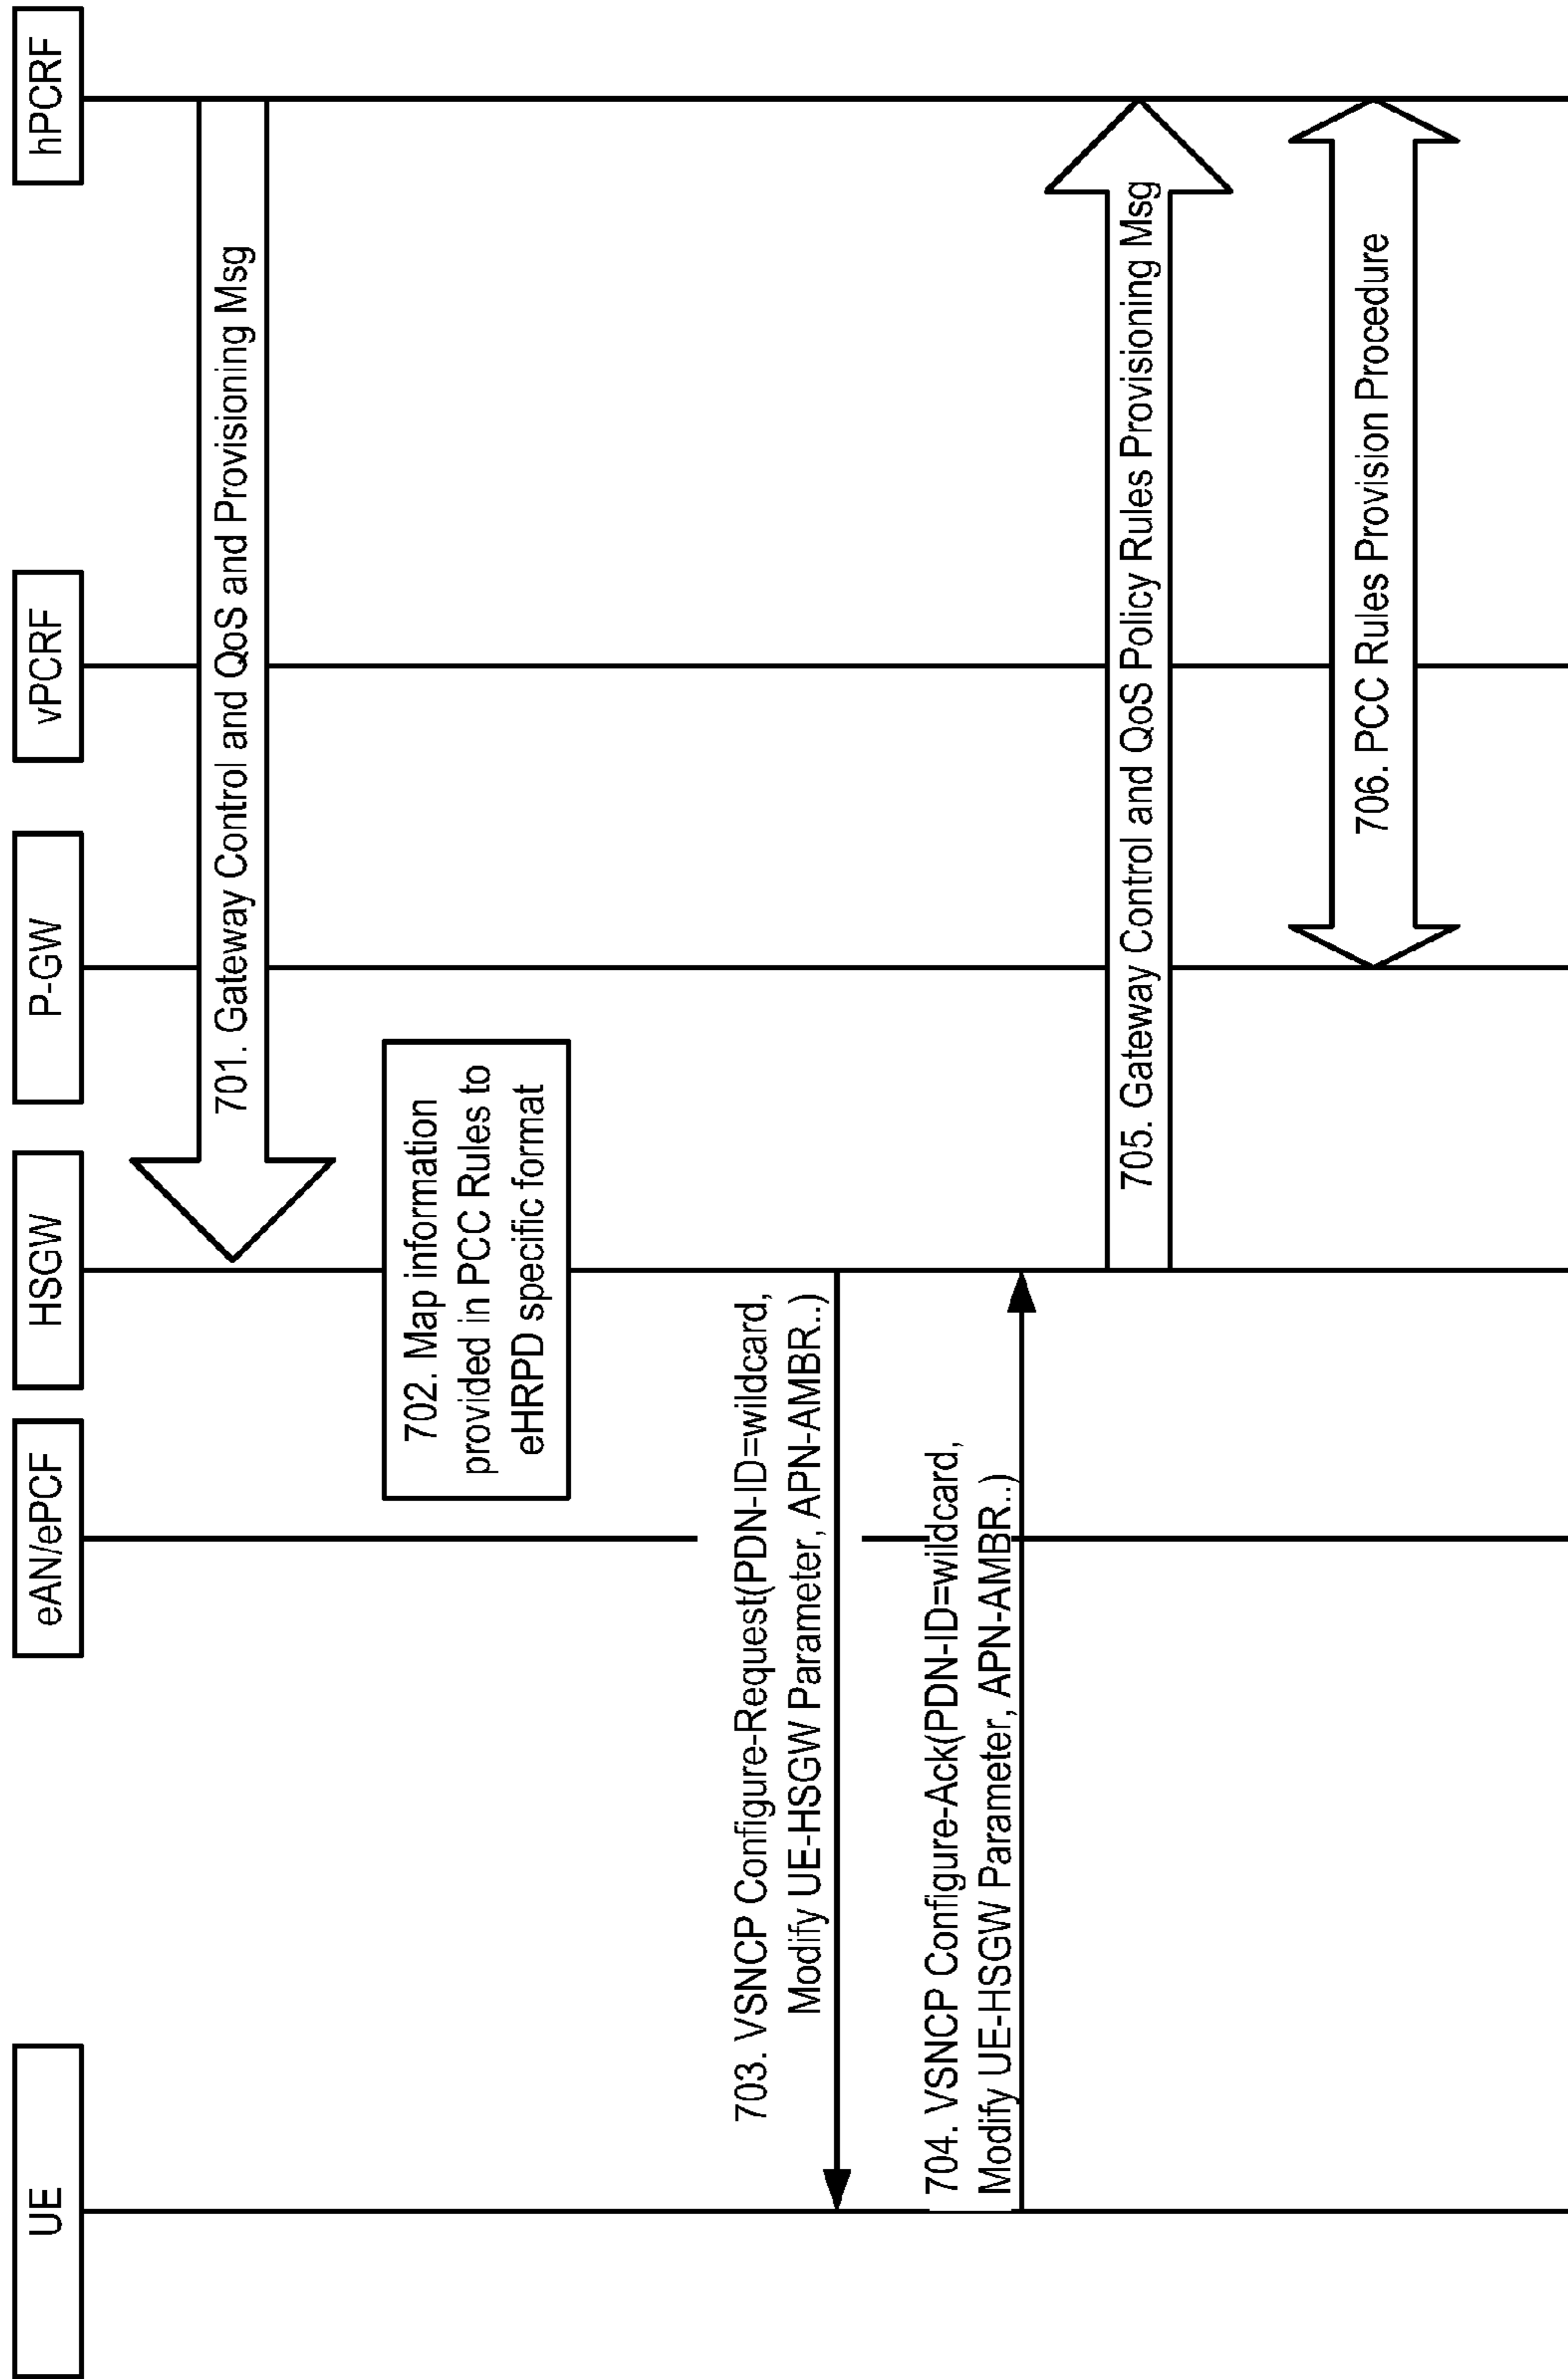 UE
eAN/ePCF
HSGW
P-GW
vPCRF
hPCRF
701. Gateway Control and QoS and Provisioning Msg
702. Map information
provided in PCC Rules to
eHRPD specific format
703. VSNCP Configure-Request(PDN-ID=wildcard,
Modify UE-HSGW Parameter, APN-AMBR..)
704. VSNCP Configure-Ack(PDN-ID=wildcard,
Modify UE-HSGW Parameter, APN-AMBR..)
705. Gateway Control and QoS Policy Rules Provisioning Msg
706. PCC Rules Provision Procedure